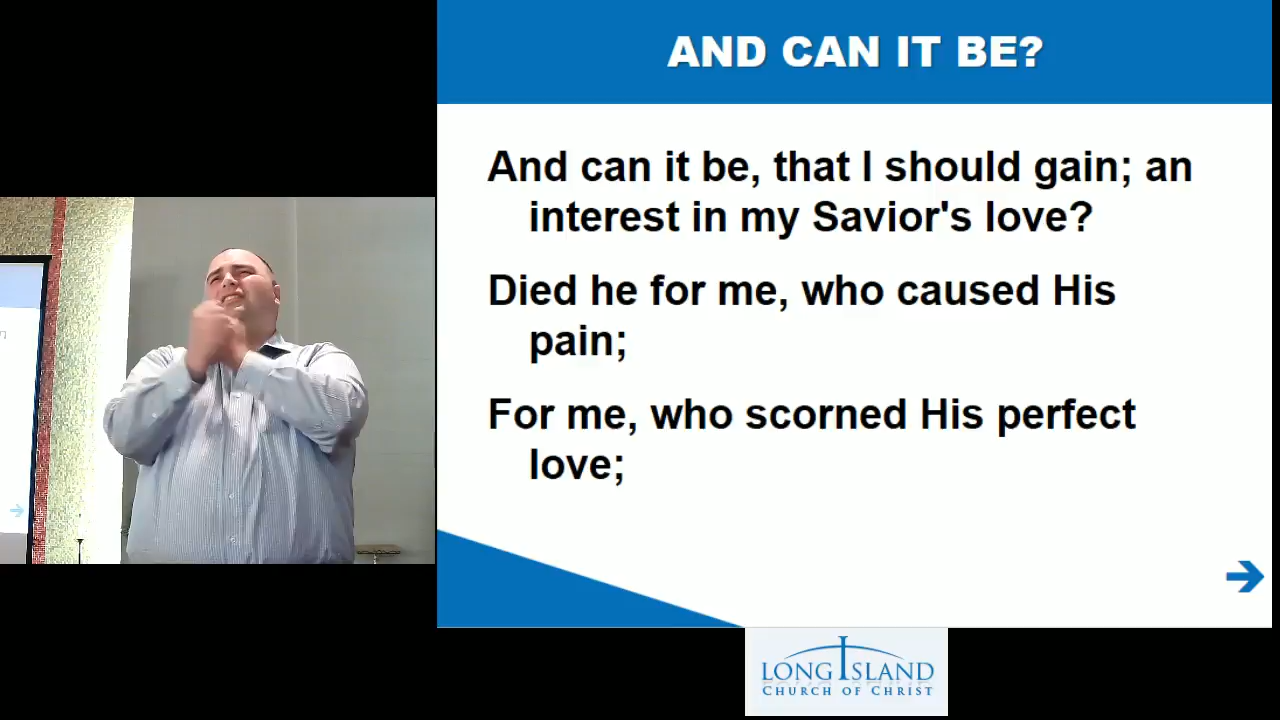 AND CAN IT BE?
And can it be, that I should gain; an
interest in my Savior's love?
Died he for me, who caused His
pain;
For me, who scorned His perfect
love;
LONG ISLAND
CHURCH OF CHRIST